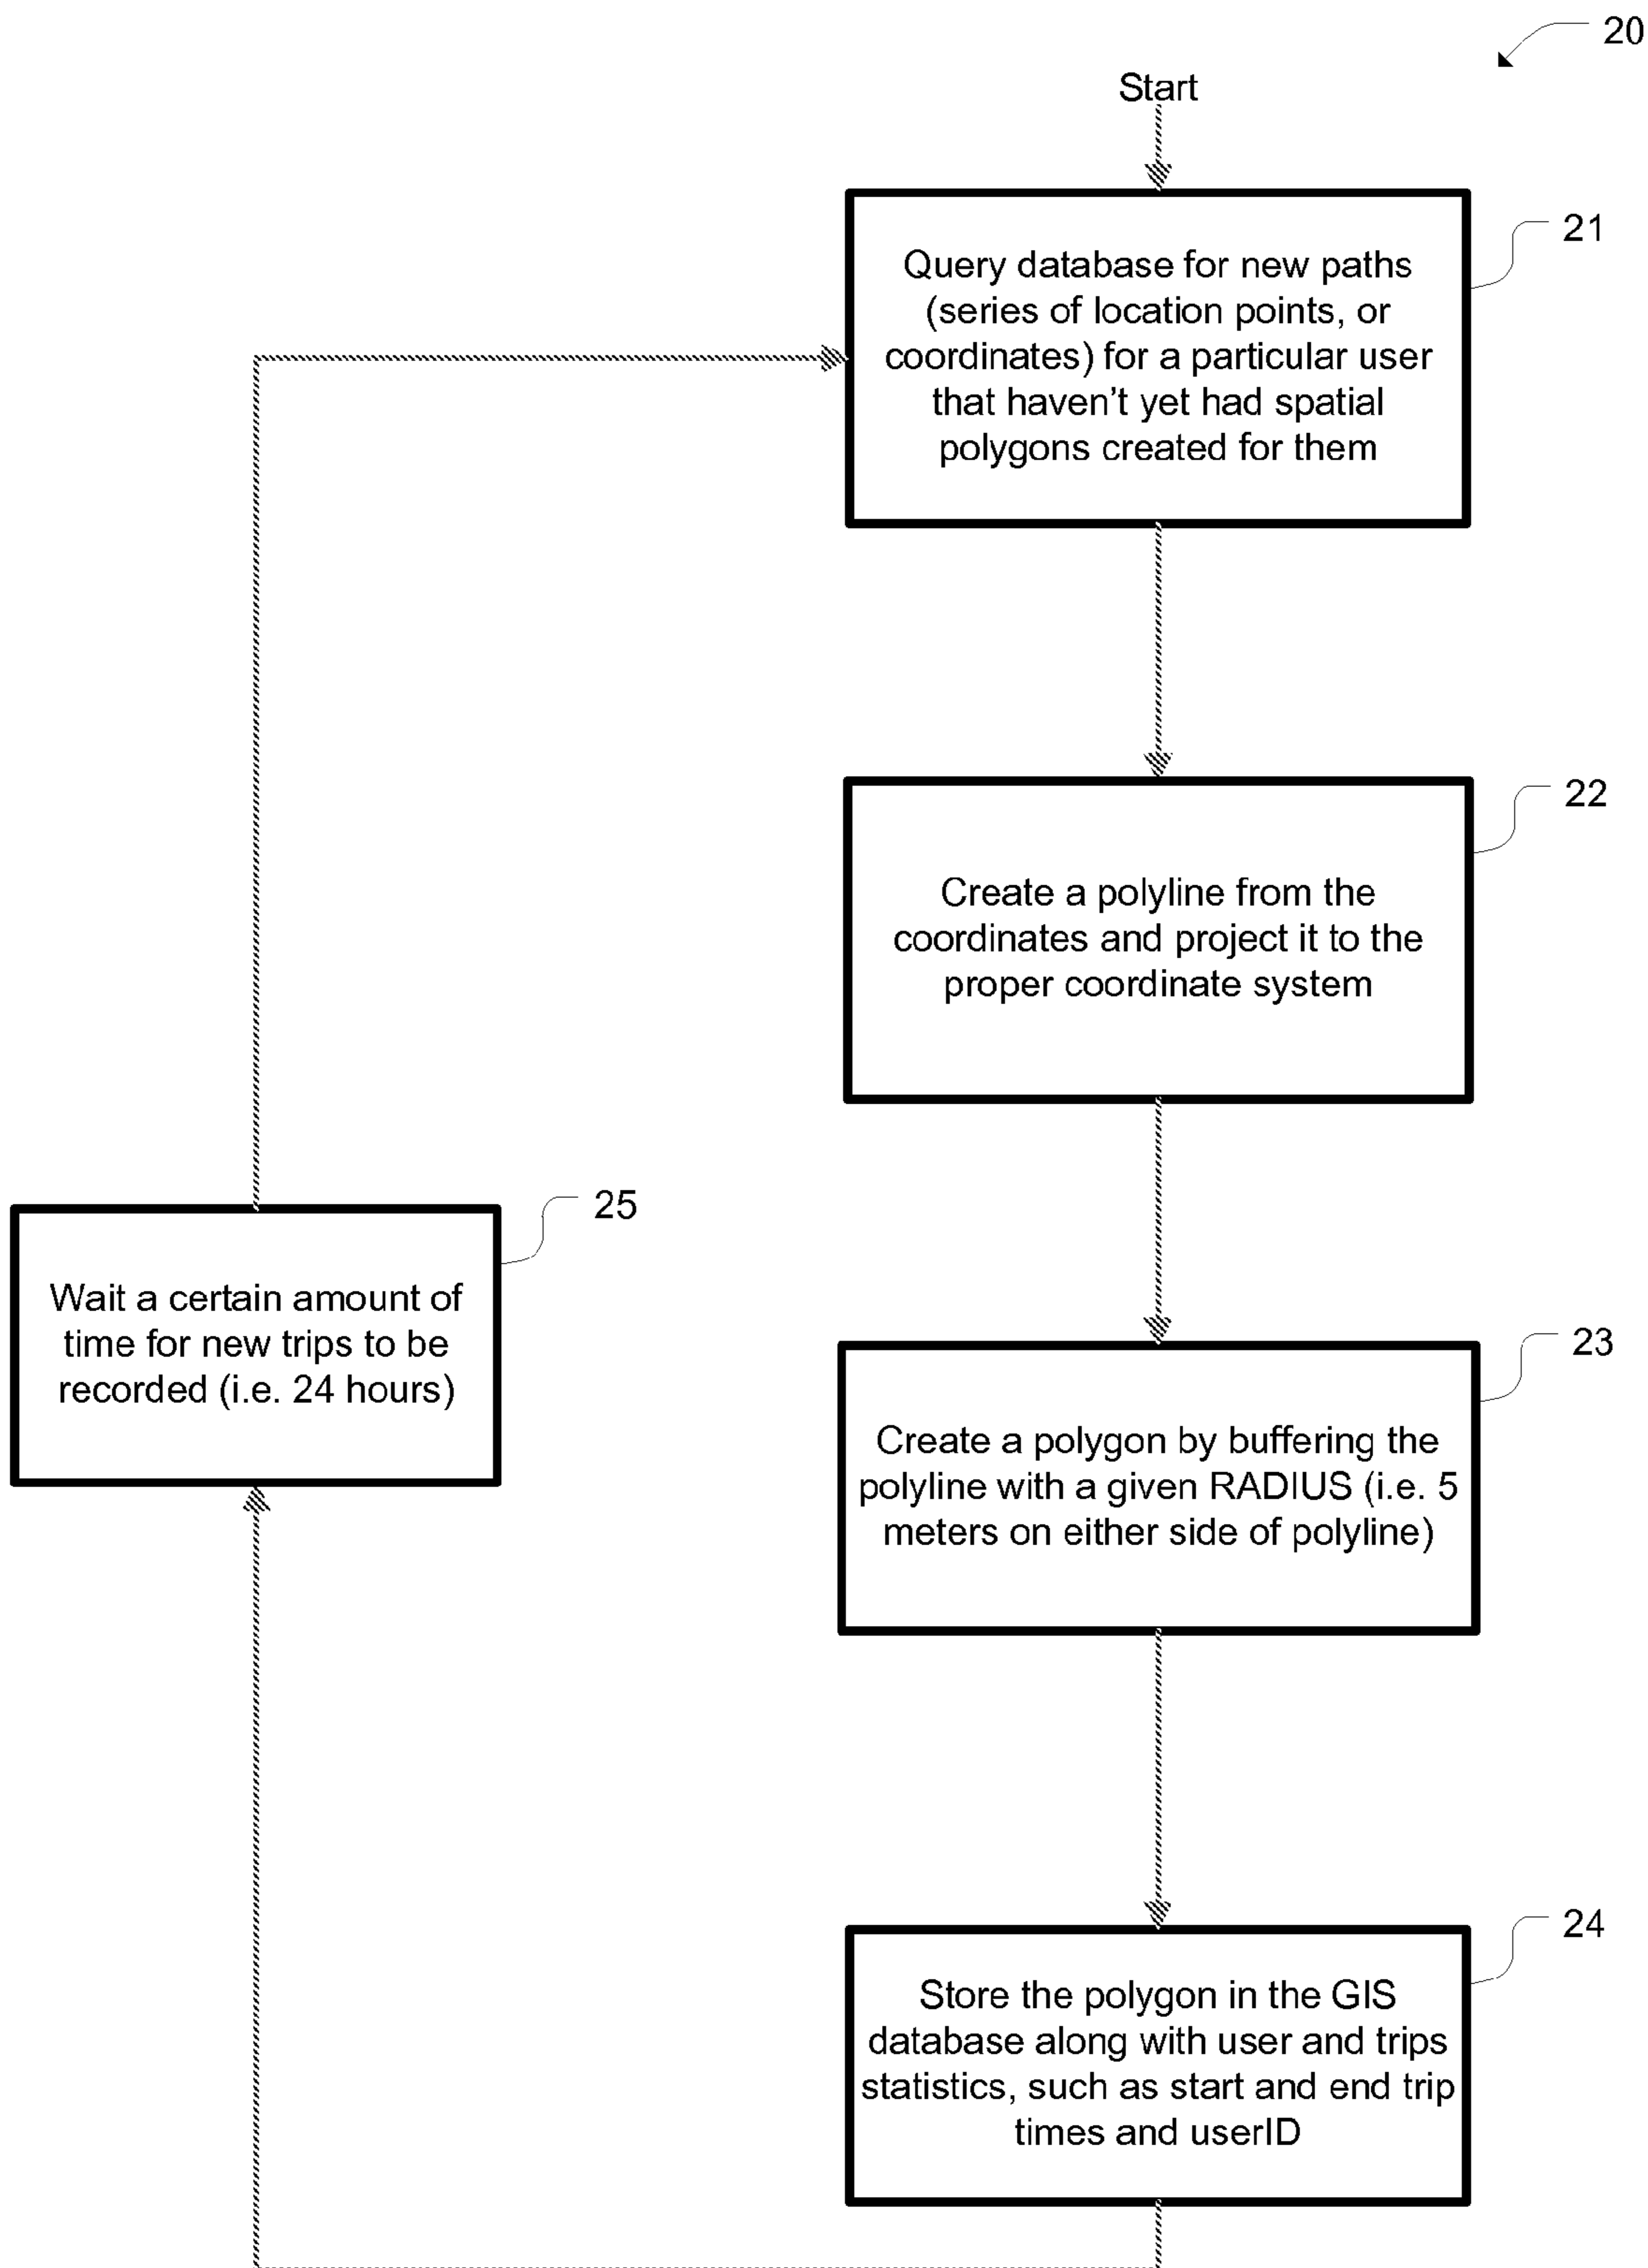 20
Start
21
Query database for new paths
(series of location points, or
coordinates) for a particular user
that haven't yet had spatial
polygons created for them
22
Create a polyline from the
coordinates and project it to the
proper coordinate system
25
Wait a certain amount of
time for new trips to be
recorded (i.e. 24 hours)
23
Create a polygon by buffering the
polyline with a given RADIUS (i.e. 5
meters on either side of polyline)
24
Store the polygon in the GIS
database along with user and trips
statistics, such as start and end trip
times and userID